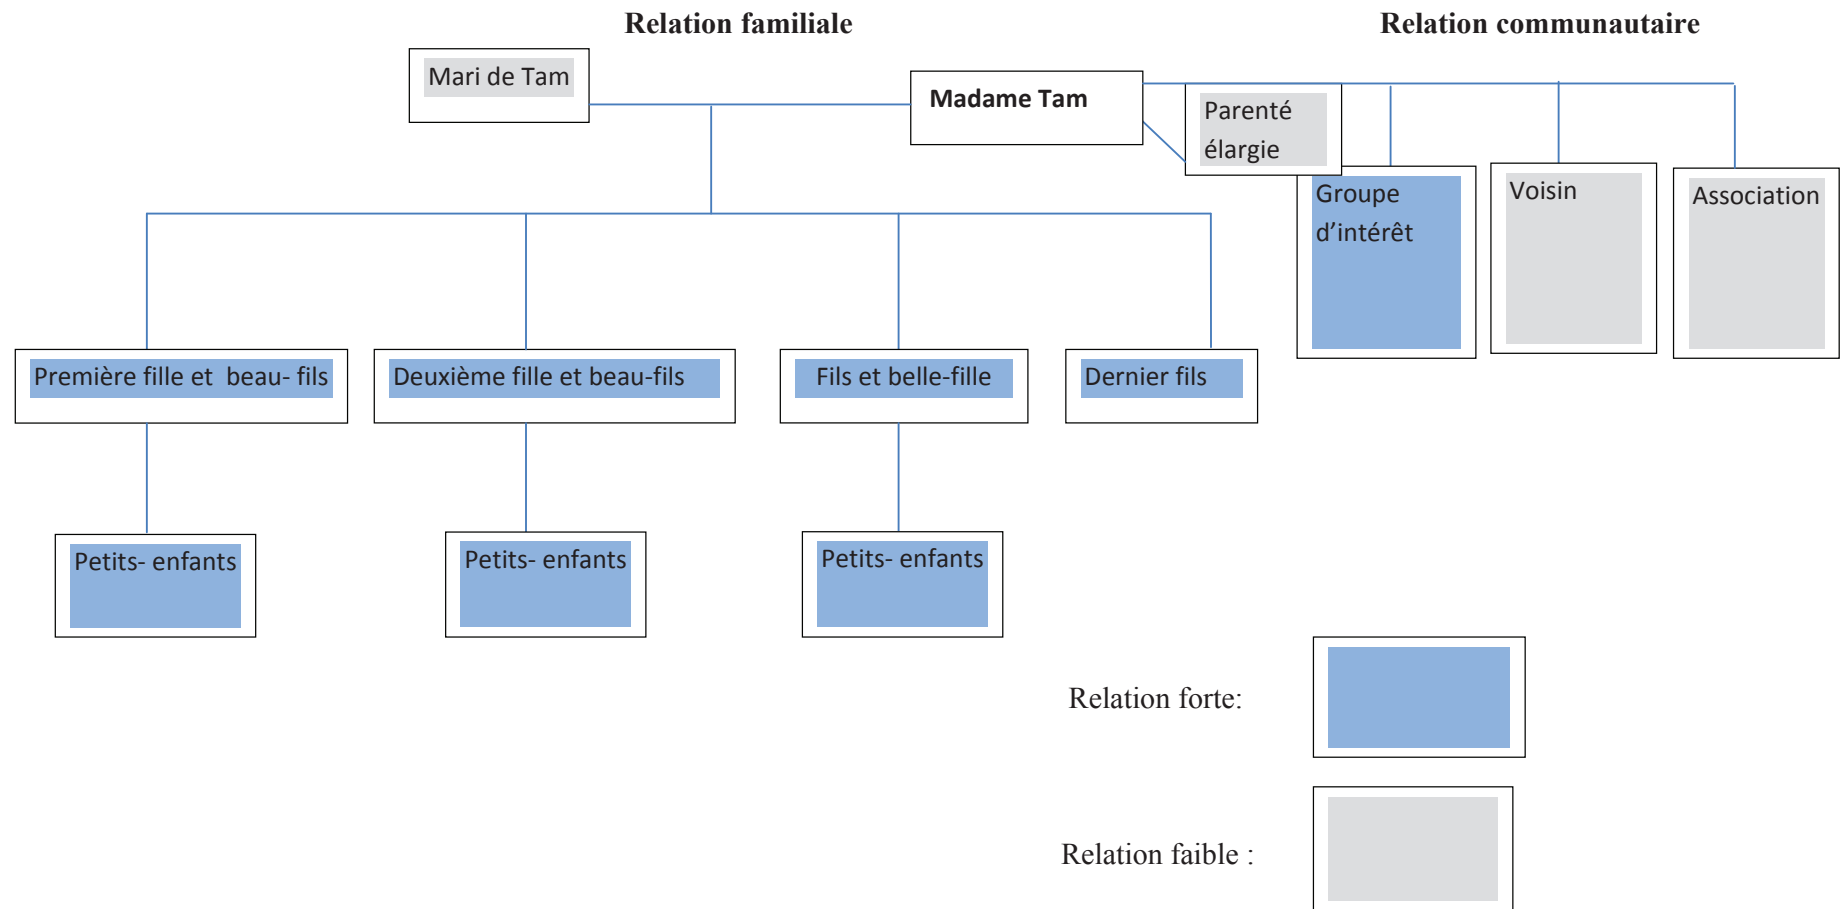 Relation familiale
Relation communautaire
Mari de Tam
Madame Tam
Parenté
élargie
Groupe
d’intérêt
Voisin
Association
Première fille et  beau- fils
Deuxième fille et beau-fils
Fils et belle-fille
Dernier fils
Petits- enfants
Petits- enfants
Petits- enfants
Relation forte:
Relation faible :